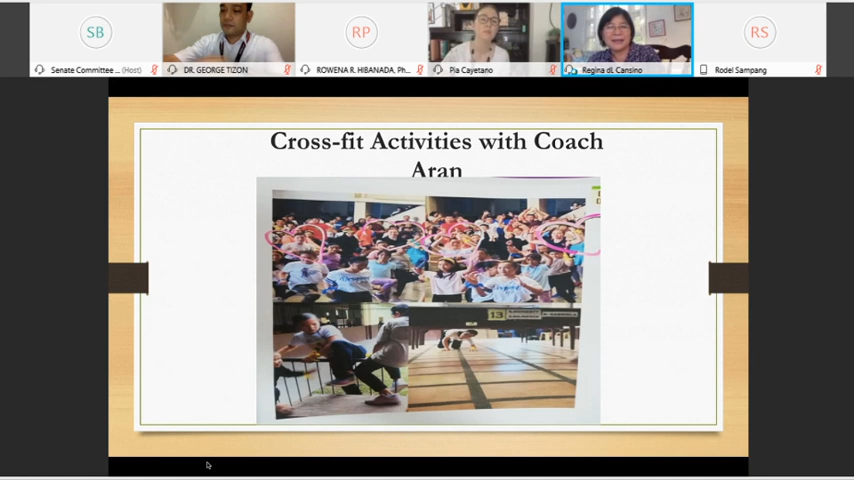 SB
RP
RS
Senate Committee ... (Host)
DR. GEORGE TIZON
ROWENA R. HIBANADA, Ph...
Pia Cayetano
Regina dL Cansino
Rodel Sampang
Cross-fit Activities with Coach
Aran
13